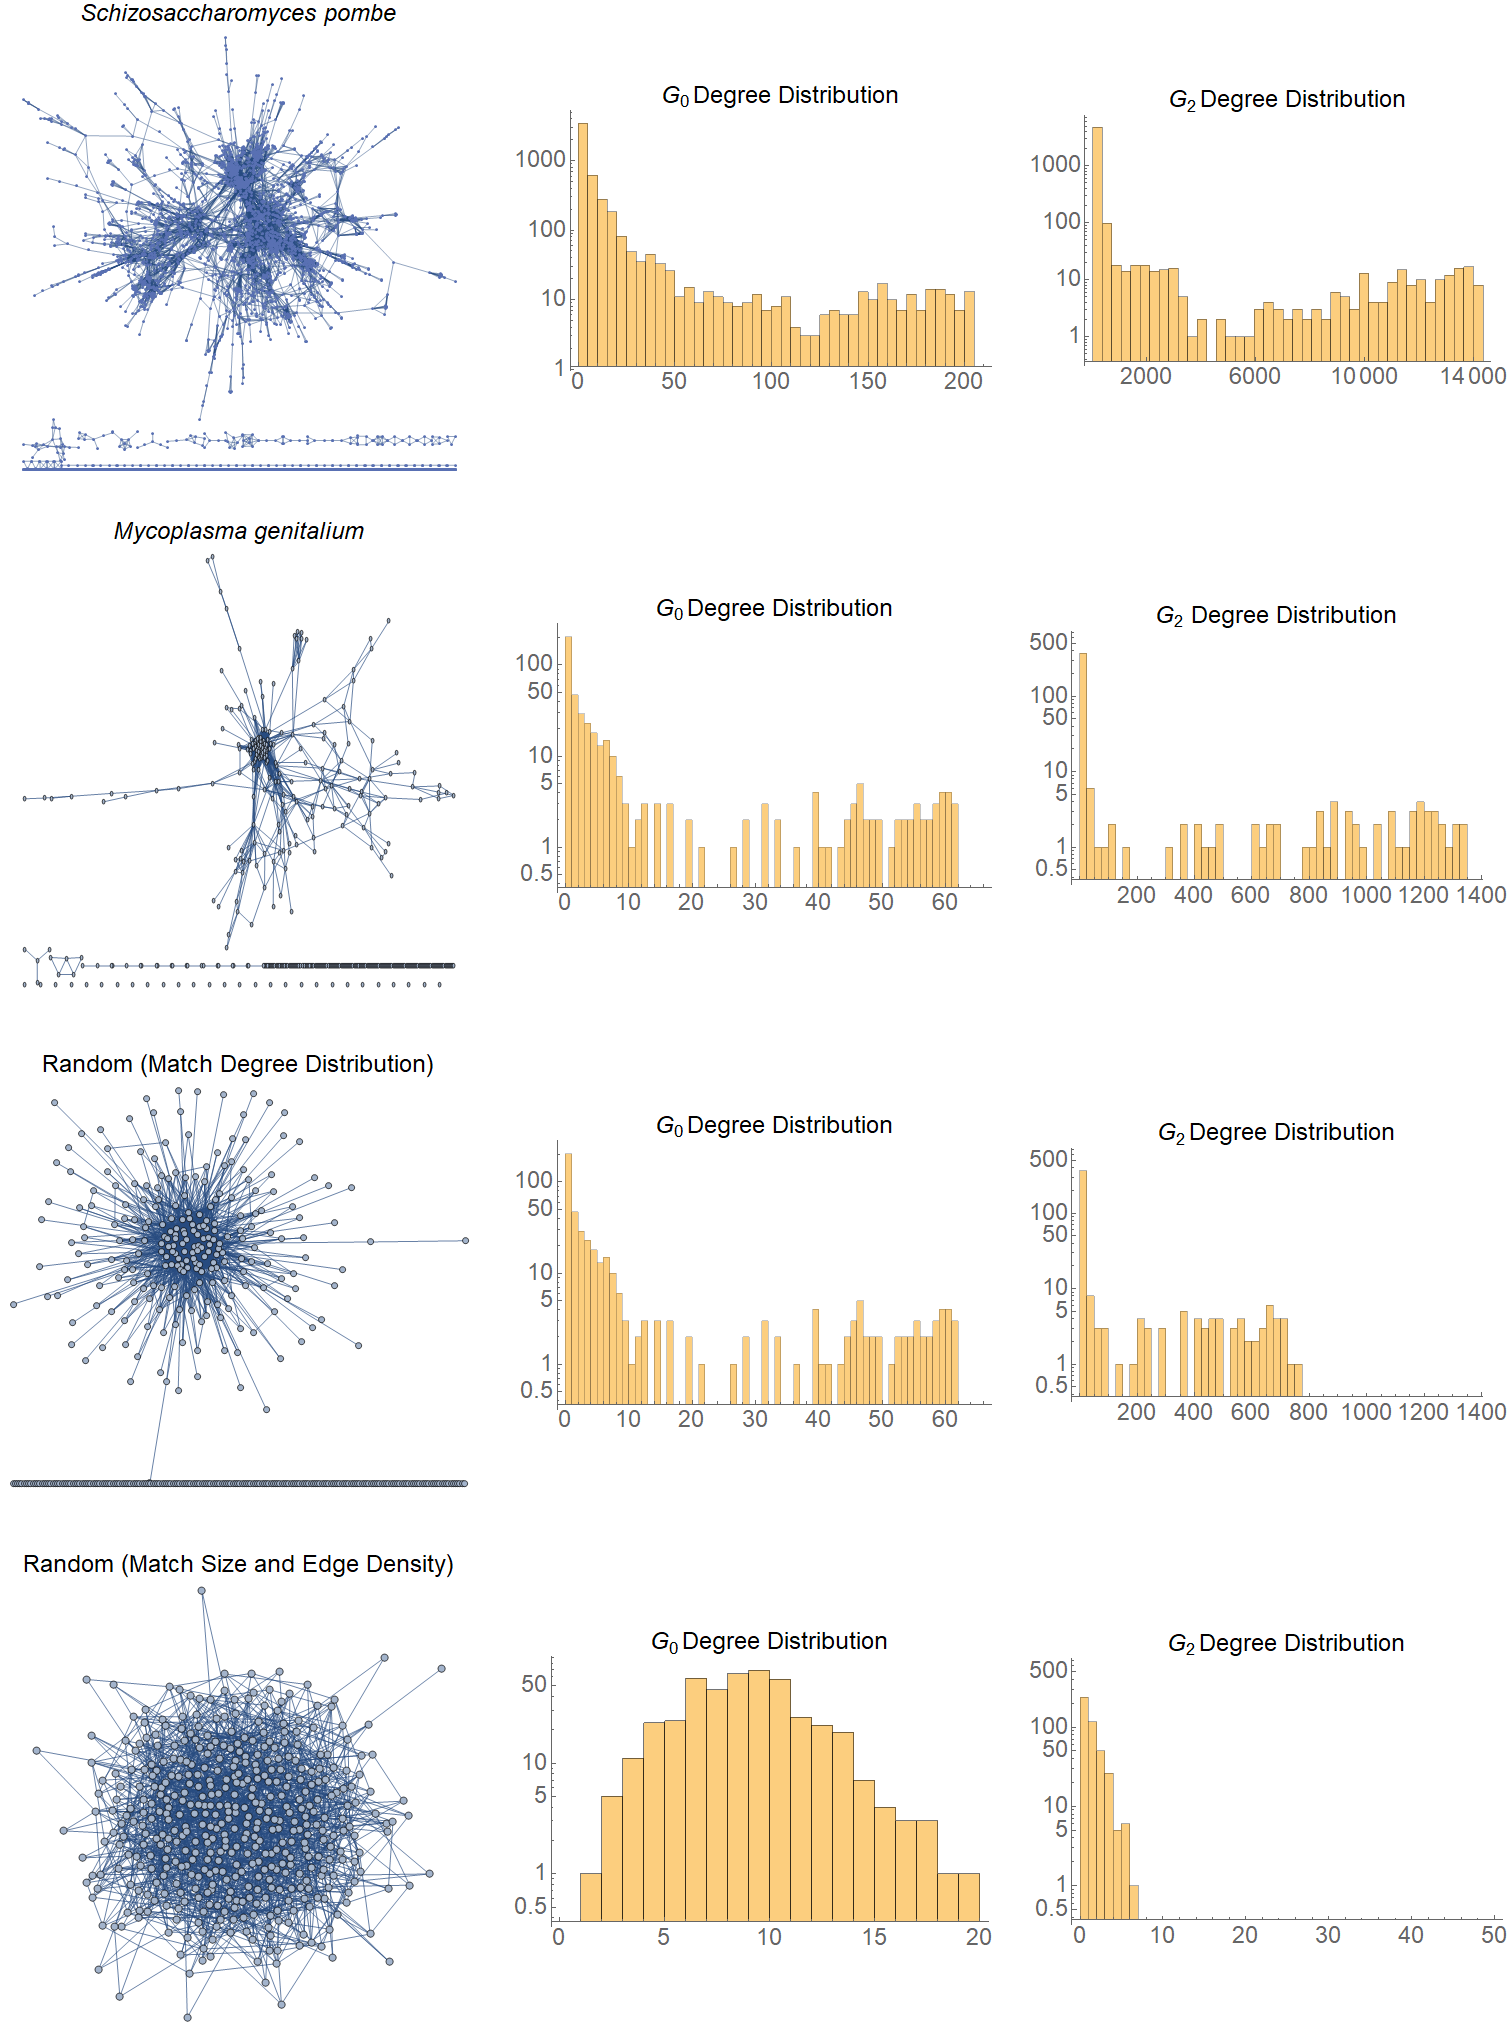 Schizosaccharomyces pombe
G0 Degree Distribution
1000
100
10
1
0 50 100 150 200
G2 Degree Distribution
1000
100
10
1
2000 6000 10000 14000
Mycoplasma genitalium
G0 Degree Distribution
100
50
10
5
1
0.5
0 10 20 30 40 50 60
G2 Degree Distribution
500
100
50
10
5
1
0.5
200 400 600 800 1000 1200 1400
Random (Match Degree Distribution)
G0 Degree Distribution
100
50
10
5
1
0.5
0 10 20 30 40 50 60
G2 Degree Distribution
500
100
50
10
5
1
0.5
200 400 600 800 1000 1200 1400
Random (Match Size and Edge Density)
G0 Degree Distribution
50
10
5
1
0.5
0 5 10 15 20
G2 Degree Distribution
500
100
50
10
5
1
0.5
0 10 20 30 40 50